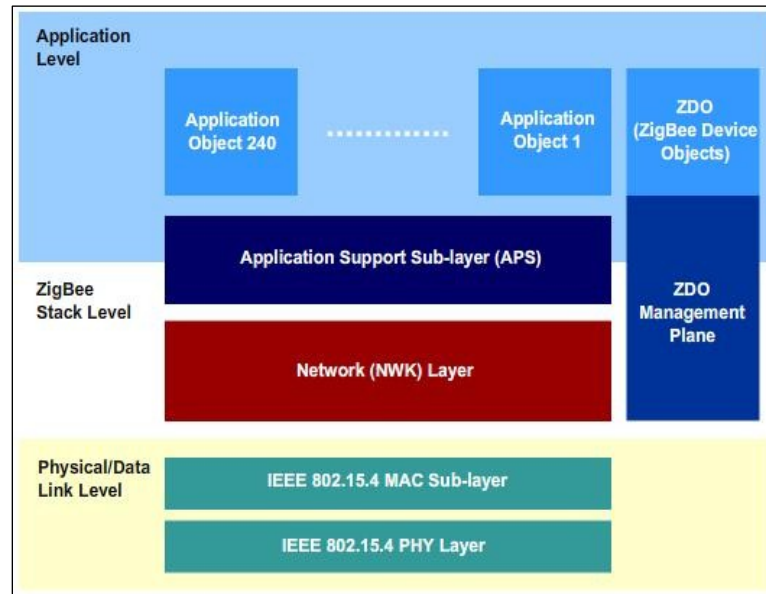 Application
Level
Application
Object 240
Application
Object 1
ZDO
(ZigBee Device
Objects)
Application Support Sub-layer (APS)
ZigBee
Stack Level
ZDO
Management
Plane
Network (NWK) Layer
Physical/Data
Link Level
IEEE 802.15.4 MAC Sub-layer
IEEE 802.15.4 PHY Layer